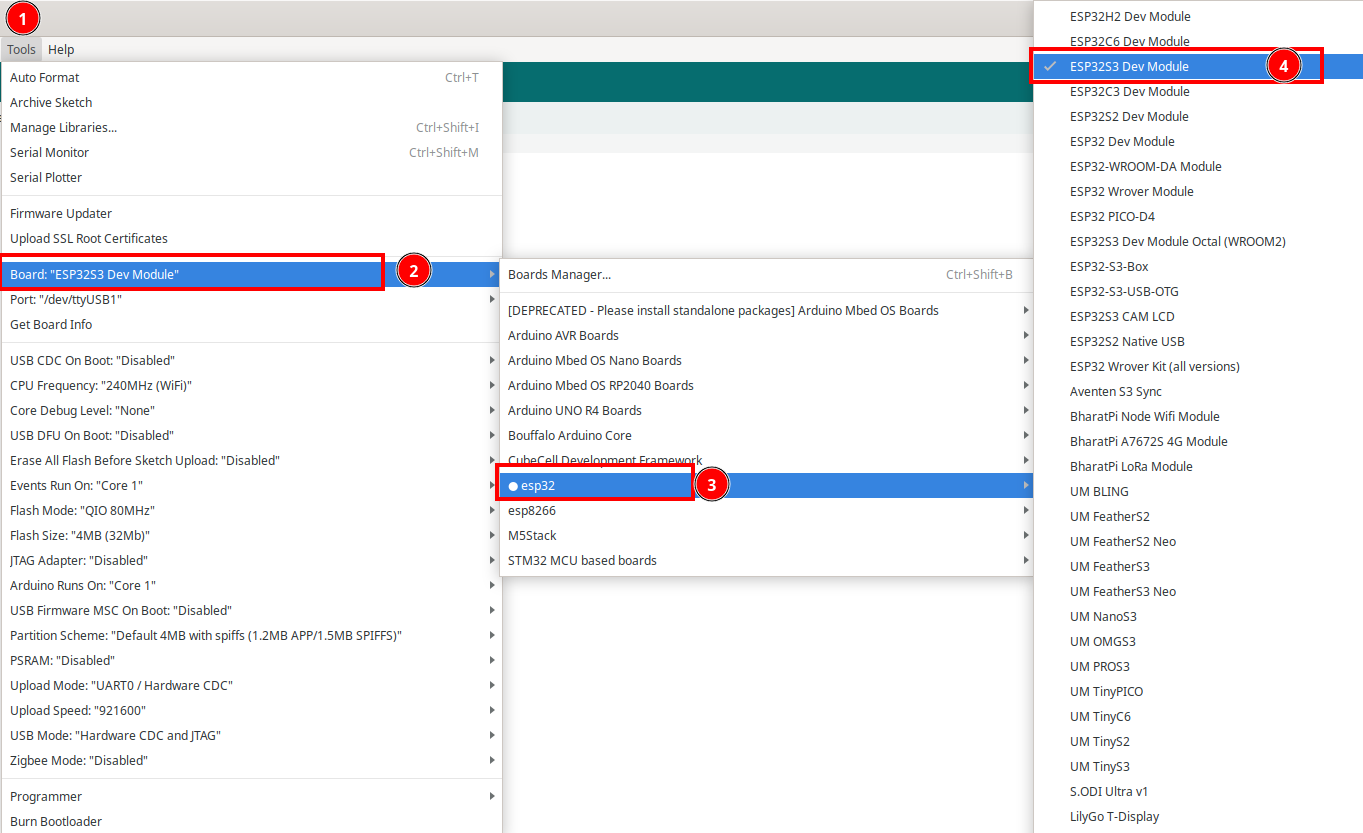 1
Tools Help
Auto Format Ctrl+T
Archive Sketch
Manage Libraries... Ctrl+Shift+I
Serial Monitor Ctrl+Shift+M
Serial Plotter
Firmware Updater
Upload SSL Root Certificates
Board: "ESP32S3 Dev Module" 2
Port: "/dev/ttyUSB1"
Get Board Info
USB CDC On Boot: "Disabled"
CPU Frequency: "240MHz (WiFi)"
Core Debug Level: "None"
USB DFU On Boot: "Disabled"
Erase All Flash Before Sketch Upload: "Disabled"
Events Run On: "Core 1"
Flash Mode: "QIO 80MHz"
Flash Size: "4MB (32Mb)"
JTAG Adapter: "Disabled"
Arduino Runs On: "Core 1"
USB Firmware MSC On Boot: "Disabled"
Partition Scheme: "Default 4MB with spiffs (1.2MB APP/1.5MB SPIFFS)"
PSRAM: "Disabled"
Upload Mode: "UART0 / Hardware CDC"
Upload Speed: "921600"
USB Mode: "Hardware CDC and JTAG"
Zigbee Mode: "Disabled"
Programmer
Burn Bootloader
Boards Manager... Ctrl+Shift+B
[DEPRECATED - Please install standalone packages] Arduino Mbed OS Boards
Arduino AVR Boards
Arduino Mbed OS Nano Boards
Arduino Mbed OS RP2040 Boards
Arduino UNO R4 Boards
Bouffalo Arduino Core
CubeCell Development Framework
esp32 3
esp8266
M5Stack
STM32 MCU based boards
ESP32H2 Dev Module
ESP32C6 Dev Module
ESP32S3 Dev Module 4
ESP32C3 Dev Module
ESP32S2 Dev Module
ESP32 Dev Module
ESP32-WROOM-DA Module
ESP32 Wrover Module
ESP32 PICO-D4
ESP32S3 Dev Module Octal (WROOM2)
ESP32-S3-Box
ESP32-S3-USB-OTG
ESP32S3 CAM LCD
ESP32S2 Native USB
ESP32 Wrover Kit (all versions)
Aventen S3 Sync
BharatPi Node Wifi Module
BharatPi A7672S 4G Module
BharatPi LoRa Module
UM BLING
UM FeatherS2
UM FeatherS2 Neo
UM FeatherS3
UM FeatherS3 Neo
UM NanoS3
UM OMGS3
UM PROS3
UM TinyPICO
UM TinyC6
UM TinyS2
UM TinyS3
S.ODI Ultra v1
LilyGo T-Display